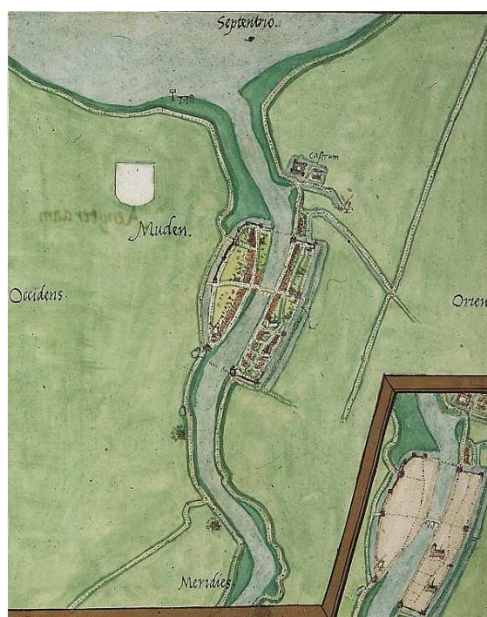 Septentrio.
Castrum
Muden.
Occidens.
Orien
Meridies.